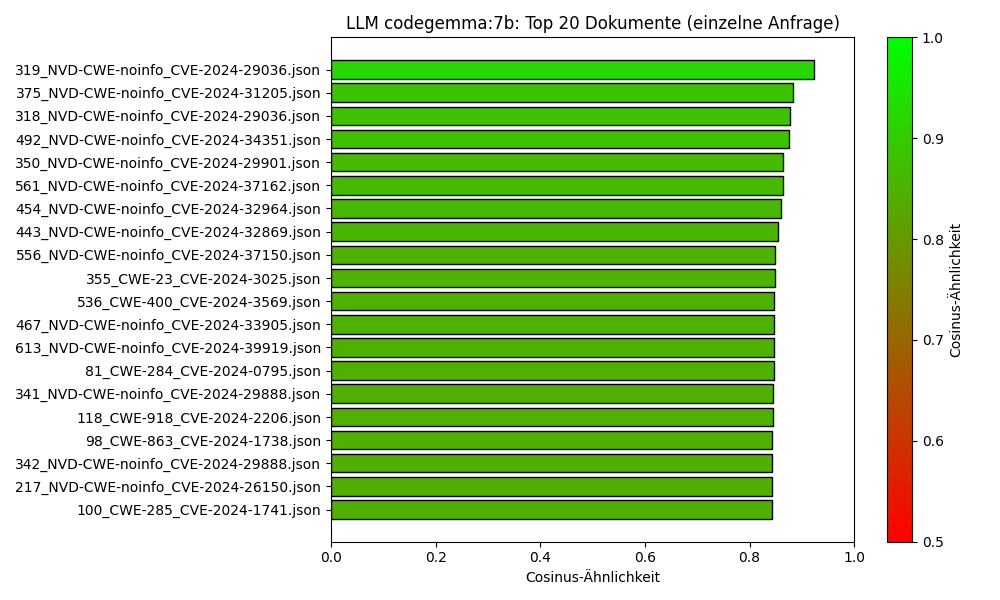 LLM codegemma:7b: Top 20 Dokumente (einzelne Anfrage)
319_NVD-CWE-noinfo_CVE-2024-29036.json
375_NVD-CWE-noinfo_CVE-2024-31205.json
318_NVD-CWE-noinfo_CVE-2024-29036.json
492_NVD-CWE-noinfo_CVE-2024-34351.json
350_NVD-CWE-noinfo_CVE-2024-29901.json
561_NVD-CWE-noinfo_CVE-2024-37162.json
454_NVD-CWE-noinfo_CVE-2024-32964.json
443_NVD-CWE-noinfo_CVE-2024-32869.json
556_NVD-CWE-noinfo_CVE-2024-37150.json
355_CWE-23_CVE-2024-3025.json
536_CWE-400_CVE-2024-3569.json
467_NVD-CWE-noinfo_CVE-2024-33905.json
613_NVD-CWE-noinfo_CVE-2024-39919.json
81_CWE-284_CVE-2024-0795.json
341_NVD-CWE-noinfo_CVE-2024-29888.json
118_CWE-918_CVE-2024-2206.json
98_CWE-863_CVE-2024-1738.json
342_NVD-CWE-noinfo_CVE-2024-29888.json
217_NVD-CWE-noinfo_CVE-2024-26150.json
100_CWE-285_CVE-2024-1741.json
0.0 0.2 0.4 0.6 0.8 1.0
Cosinus-Ähnlichkeit
1.0
0.9
0.8
0.7
0.6
0.5
Cosinus-Ähnlichkeit